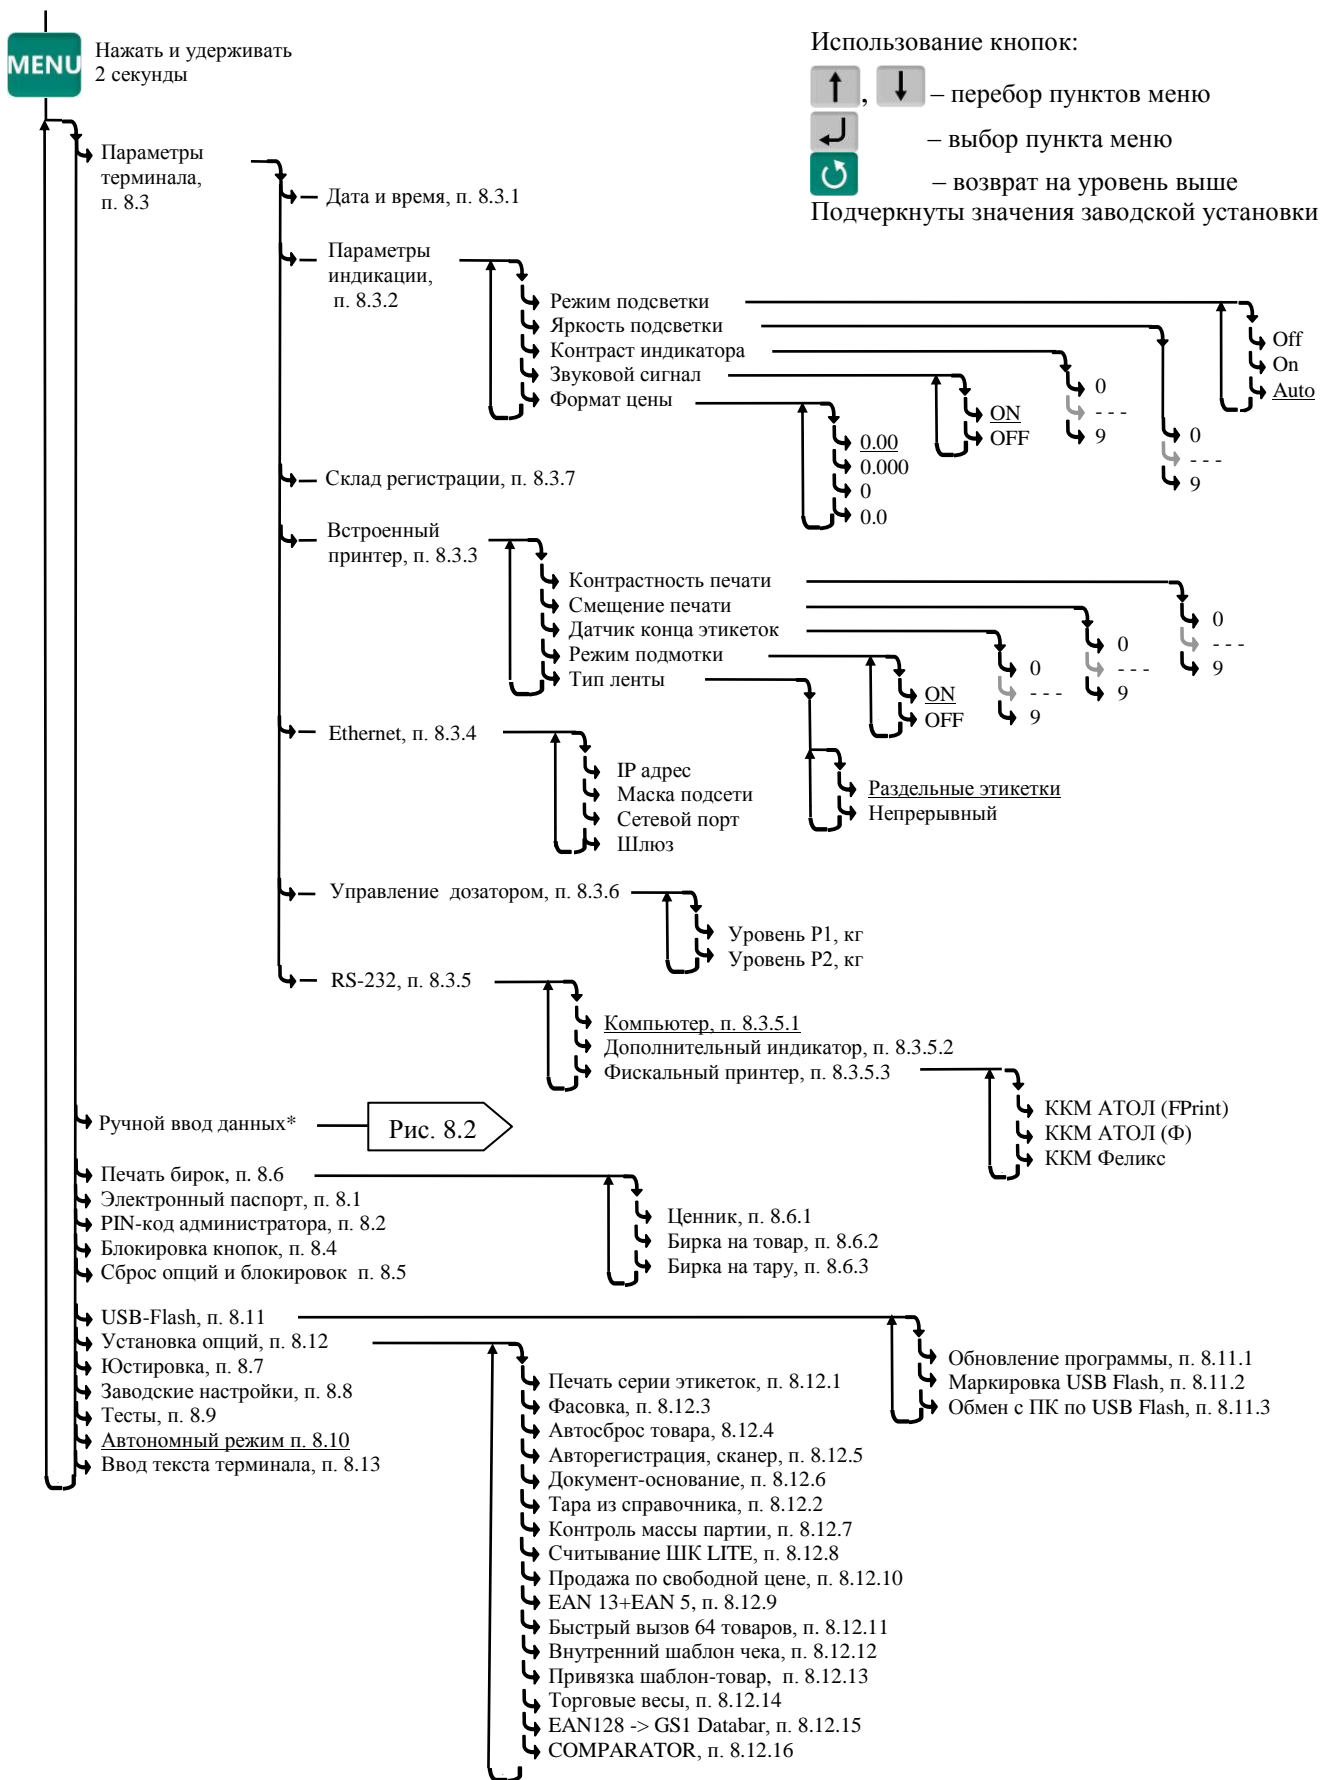 MENU
Нажать и удерживать
2 секунды
Использование кнопок:
, – перебор пунктов меню
– выбор пункта меню
– возврат на уровень выше
Подчеркнуты значения заводской установки
Параметры
терминала,
п. 8.3
Дата и время, п. 8.3.1
Параметры
индикации,
п. 8.3.2
Режим подсветки
Яркость подсветки
Контраст индикатора
Звуковой сигнал
Формат цены
Off
On
Auto
0
- - -
9
0
- - -
9
ON
OFF
0.00
0.000
0
0.0
Склад регистрации, п. 8.3.7
Встроенный
принтер, п. 8.3.3
Контрастность печати
Смещение печати
Датчик конца этикеток
Режим подмотки
Тип ленты
0
- - -
9
0
- - -
9
0
- - -
9
ON
OFF
Раздельные этикетки
Непрерывный
Ethernet, п. 8.3.4
IP адрес
Маска подсети
Сетевой порт
Шлюз
Управление дозатором, п. 8.3.6
Уровень P1, кг
Уровень P2, кг
RS-232, п. 8.3.5
Компьютер, п. 8.3.5.1
Дополнительный индикатор, п. 8.3.5.2
Фискальный принтер, п. 8.3.5.3
ККМ АТОЛ (FPrint)
ККМ АТОЛ (Ф)
ККМ Феликс
Ручной ввод данных*
Рис. 8.2
Печать бирок, п. 8.6
Электронный паспорт, п. 8.1
PIN-код администратора, п. 8.2
Блокировка кнопок, п. 8.4
Сброс опций и блокировок п. 8.5
Ценник, п. 8.6.1
Бирка на товар, п. 8.6.2
Бирка на тару, п. 8.6.3
USB-Flash, п. 8.11
Установка опций, п. 8.12
Юстировка, п. 8.7
Заводские настройки, п. 8.8
Тесты, п. 8.9
Автономный режим п. 8.10
Ввод текста терминала, п. 8.13
Обновление программы, п. 8.11.1
Маркировка USB Flash, п. 8.11.2
Обмен с ПК по USB Flash, п. 8.11.3
Печать серии этикеток, п. 8.12.1
Фасовка, п. 8.12.3
Автосброс товара, 8.12.4
Авторегистрация, сканер, п. 8.12.5
Документ-основание, п. 8.12.6
Тара из справочника, п. 8.12.2
Контроль массы партии, п. 8.12.7
Считывание ШК LITE, п. 8.12.8
Продажа по свободной цене, п. 8.12.10
EAN 13+EAN 5, п. 8.12.9
Быстрый вызов 64 товаров, п. 8.12.11
Внутренний шаблон чека, п. 8.12.12
Привязка шаблон-товар, п. 8.12.13
Торговые весы, п. 8.12.14
EAN128 -> GS1 Databar, п. 8.12.15
COMPARATOR, п. 8.12.16